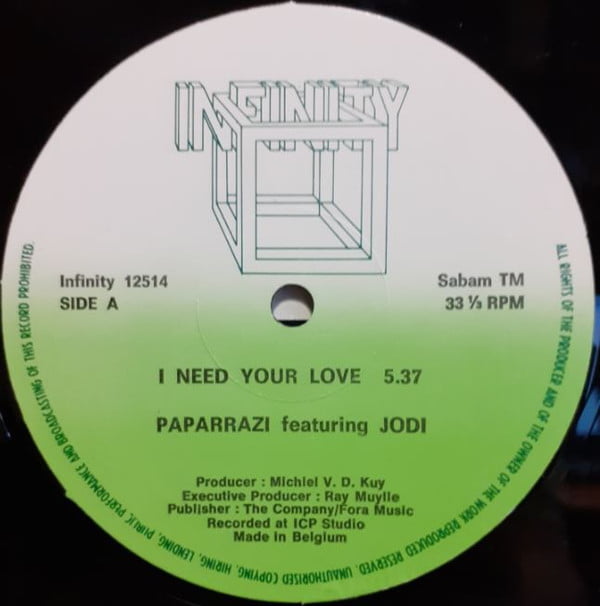 INFINITY
Infinity 12514
SIDE A
Sabam TM
33 ⅓ RPM
I NEED YOUR LOVE 5.37
PAPARRAZI featuring JODI
Producer : Michiel V. D. Kuy
Executive Producer : Ray Muylle
Publisher : The Company/Fora Music
Recorded at ICP Studio
Made in Belgium
ALL RIGHTS OF THE PRODUCER AND OF THE OWNER OF THE WORK REPRODUCED RESERVED. UNAUTHORISED COPYING, HIRING, LENDING, PUBLIC PERFORMANCE AND BROADCASTING OF THIS RECORD PROHIBITED.